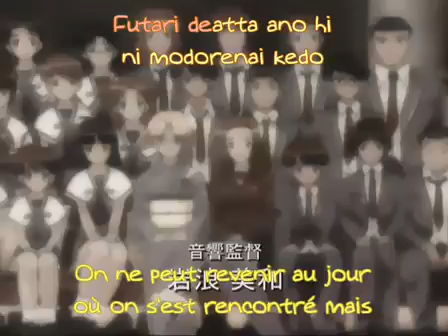 Futari deatta ano hi
ni modorenai kedo
音響監督
岩浪 美和
On ne peut revenir au jour
où on s'est rencontré mais